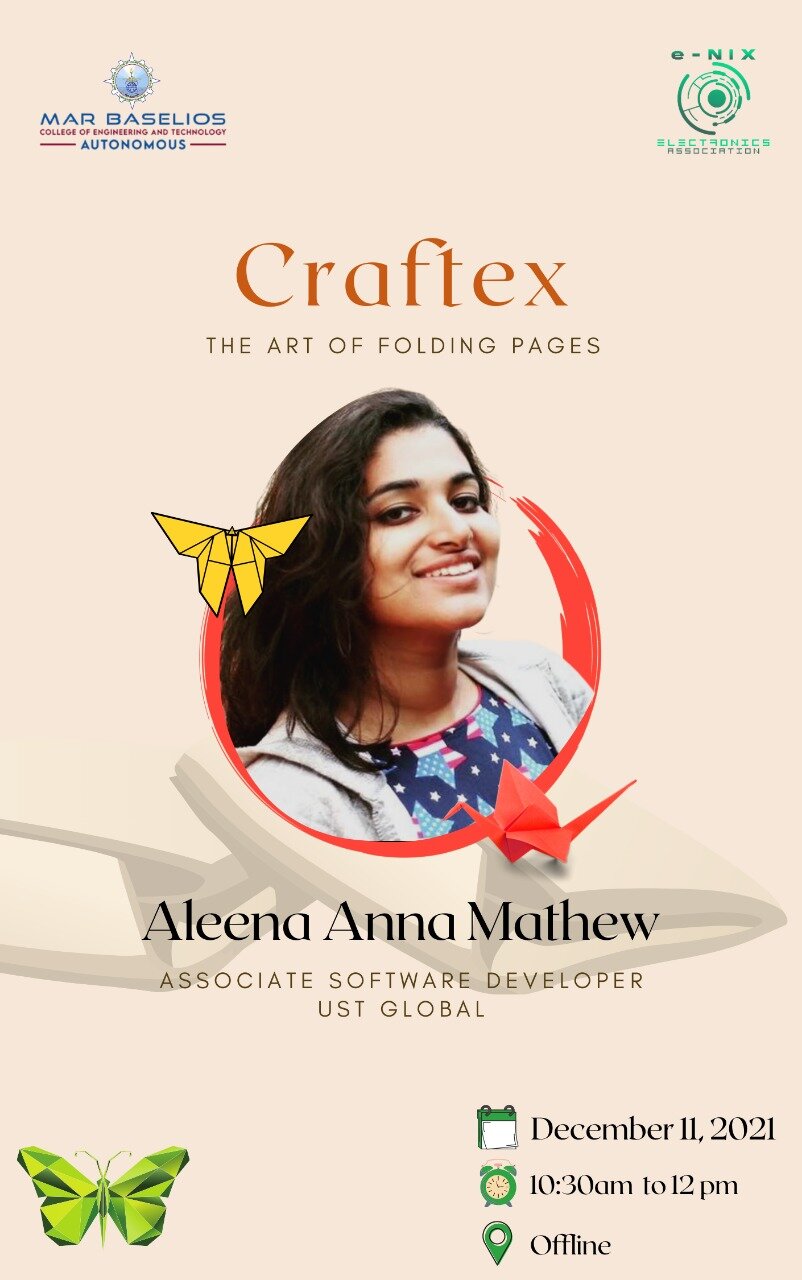 MAR BASELIOS
COLLEGE OF ENGINEERING AND TECHNOLOGY
AUTONOMOUS
e-NIX
ELECTRONICS
ASSOCIATION
Craftex
THE ART OF FOLDING PAGES
Aleena Anna Mathew
ASSOCIATE SOFTWARE DEVELOPER
UST GLOBAL
December 11, 2021
10:30am to 12 pm
Offline